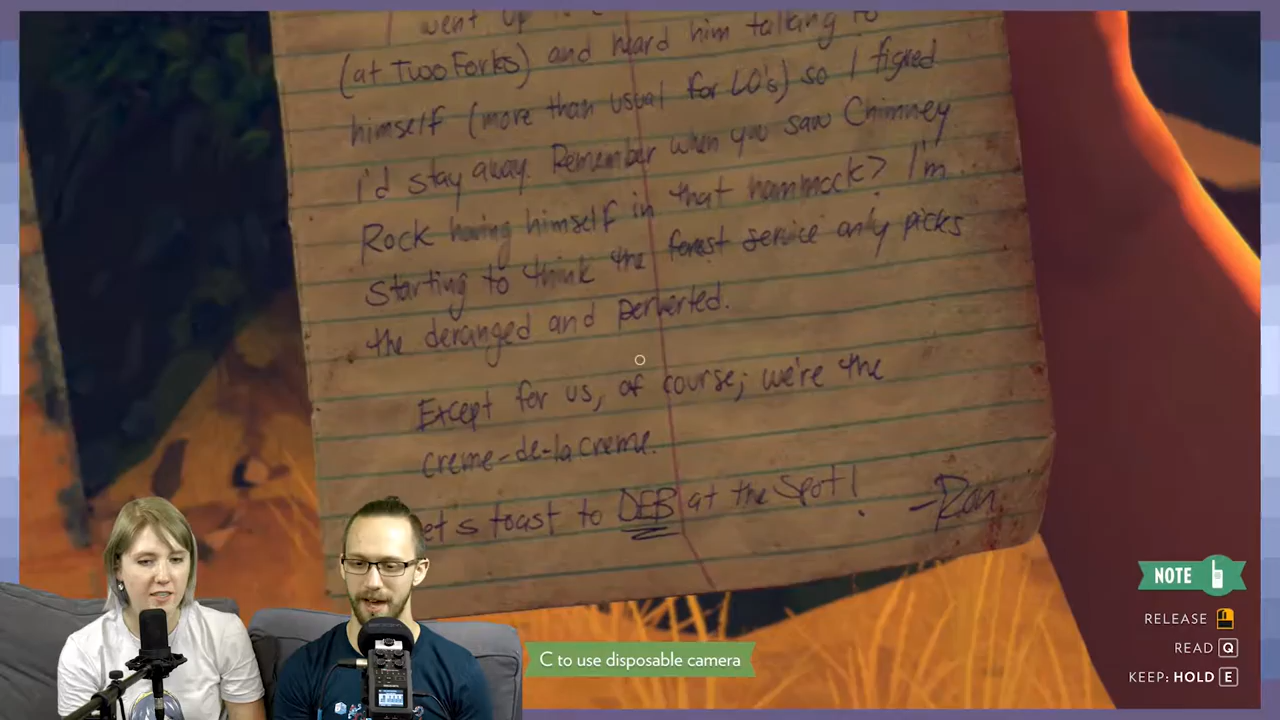 went up
(at Two Forks) and heard him talking to
himself (more than usual for LO's) so I figred
I'd stay away. Remember when you saw Chimney
Rock having himself in that hammock? I'm
starting to think the forest service only picks
the deranged and perverted.
Except for us, of course; we're the
creme-de-la creme.
et's toast to DEB at the Spot!
-Ron
NOTE
RELEASE
READ Q
KEEP: HOLD E
C to use disposable camera